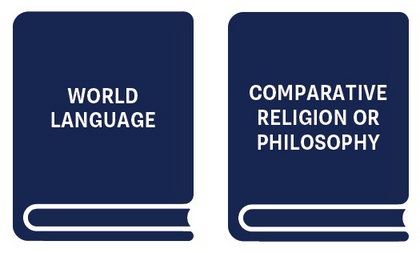 WORLD
LANGUAGE
COMPARATIVE
RELIGION OR
PHILOSOPHY